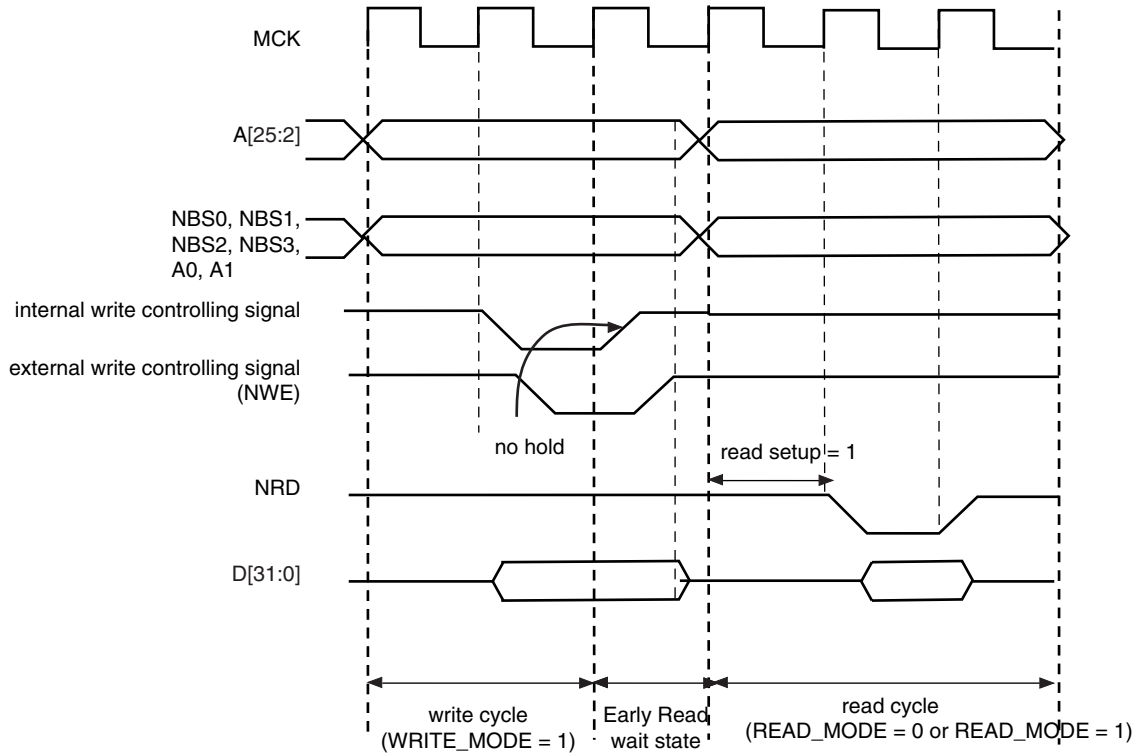 MCK
A[25:2]
NBS0, NBS1,
NBS2, NBS3,
A0, A1
internal write controlling signal
external write controlling signal
(NWE)
no hold
read setup = 1
NRD
D[31:0]
write cycle
(WRITE_MODE = 1)
Early Read
wait state
read cycle
(READ_MODE = 0 or READ_MODE = 1)